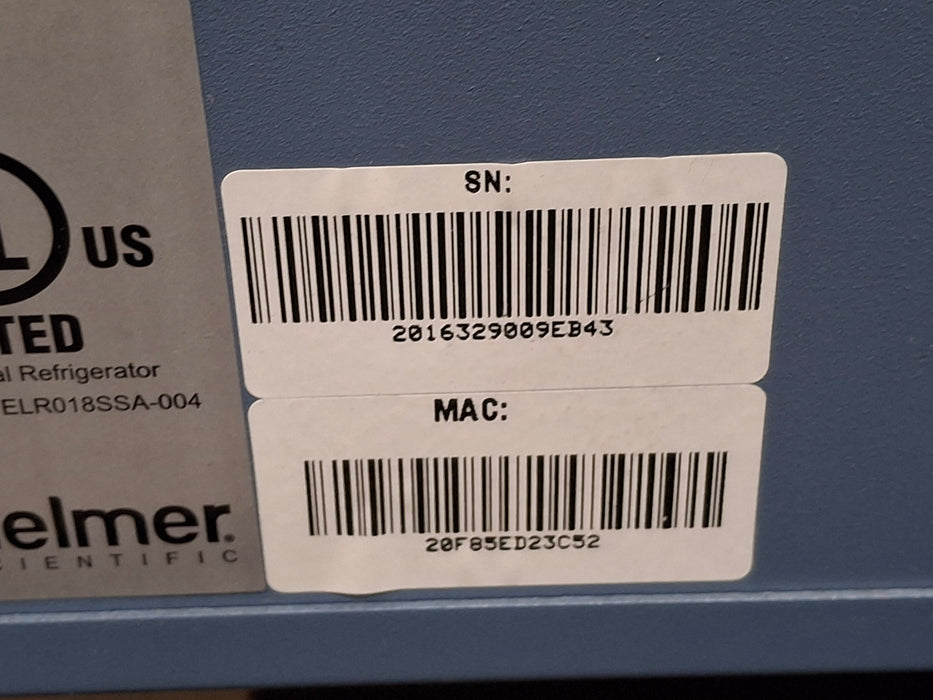 L US
TED
al Refrigerator
ELR018SSA-004
elmer.
IENTIFIC
SN:
2016329009EB43
MAC:
20F85ED23C52